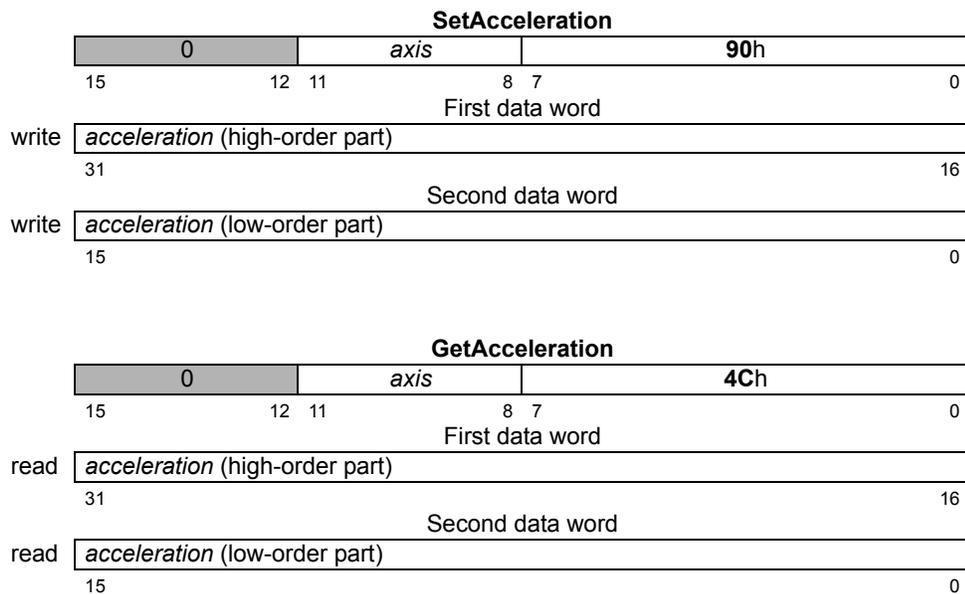 SetAcceleration
0 axis 90h
15 12 11 8 7 0
First data word
write acceleration (high-order part)
31 16
Second data word
write acceleration (low-order part)
15 0
GetAcceleration
0 axis 4Ch
15 12 11 8 7 0
First data word
read acceleration (high-order part)
31 16
Second data word
read acceleration (low-order part)
15 0